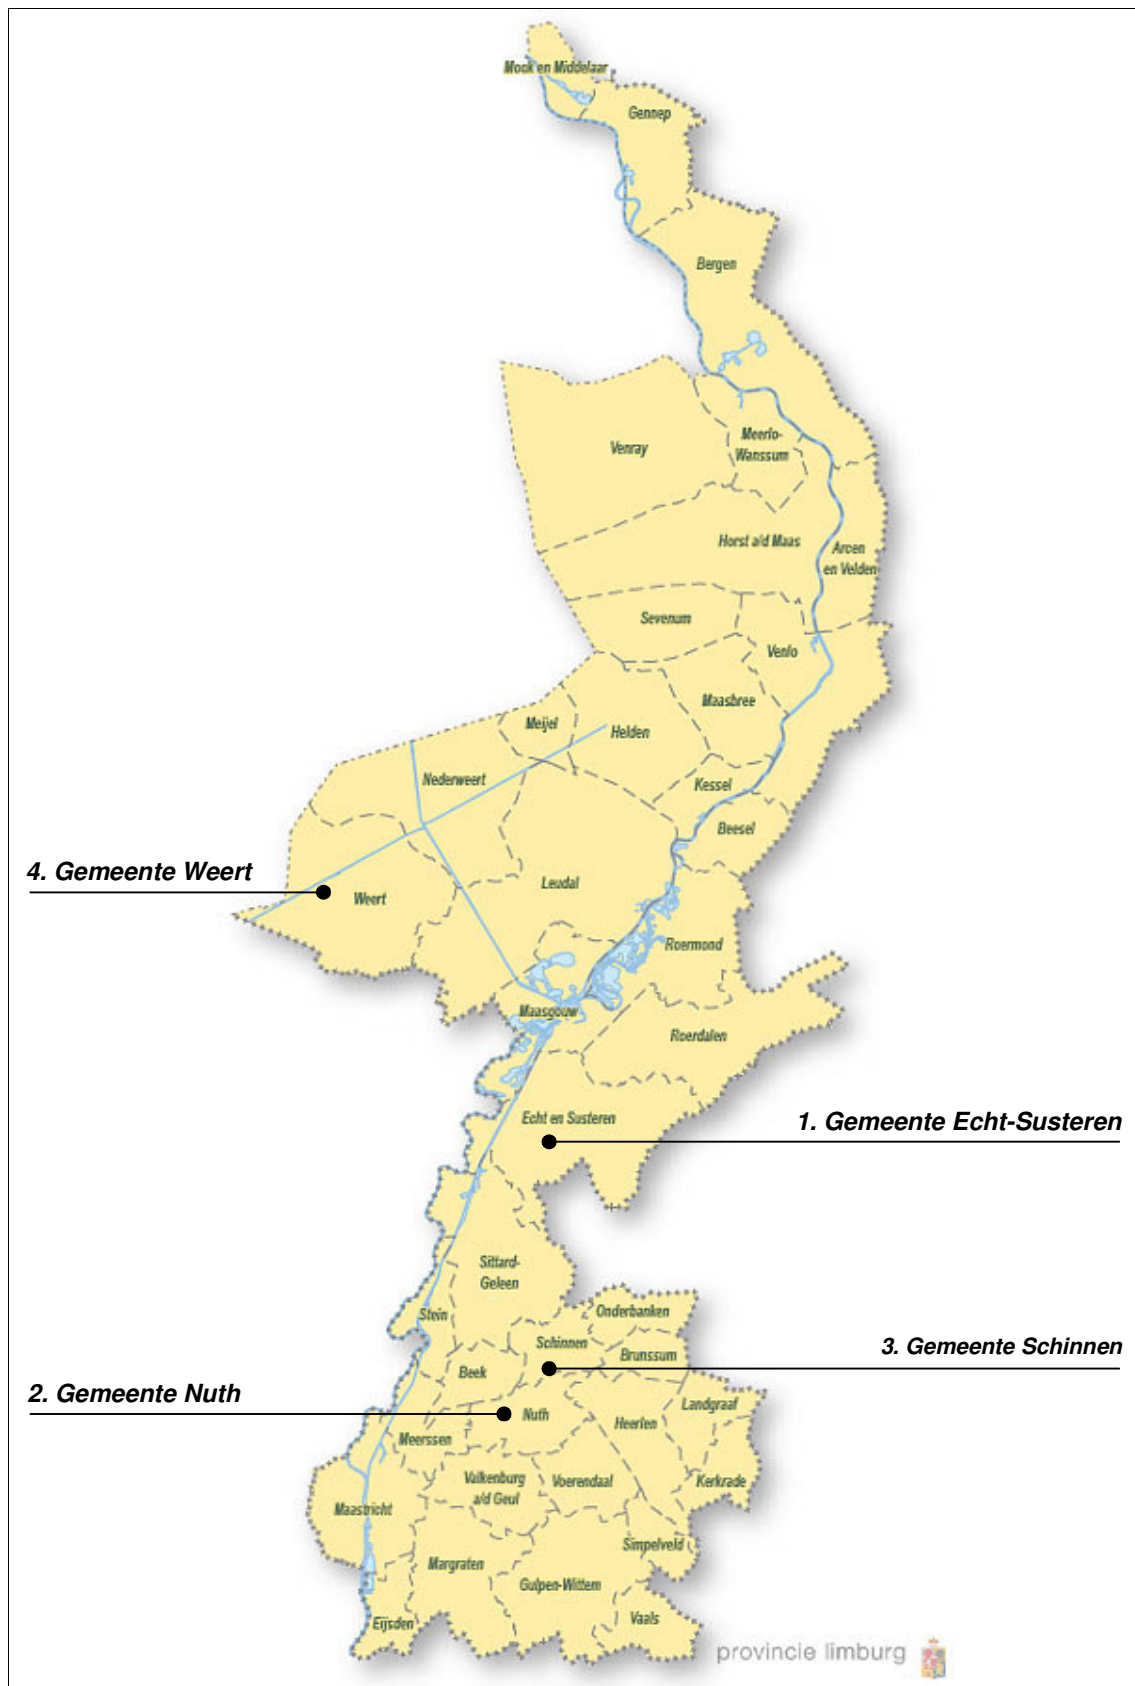 Mook en Middelaar
Gennep
Bergen
Venray
Meerlo-
Wanssum
Horst a/d Maas
Arcen
en Velden
Sevenum
Venlo
Maasbree
Meijel
Helden
Nederweert
Kessel
Beesel
4. Gemeente Weert
Leudal
Weert
Roermond
Maasgouw
Roerdalen
Echt en Susteren
1. Gemeente Echt-Susteren
Sittard-
Geleen
Stein
Onderbanken
Schinnen
3. Gemeente Schinnen
Brunssum
Beek
2. Gemeente Nuth
Landgraaf
Nuth
Heerlen
Meerssen
Valkenburg
a/d Geul
Voerendaal
Kerkrade
Maastricht
Simpelveld
Margraten
Gulpen-Wittem
Vaals
Eijsden
provincie limburg